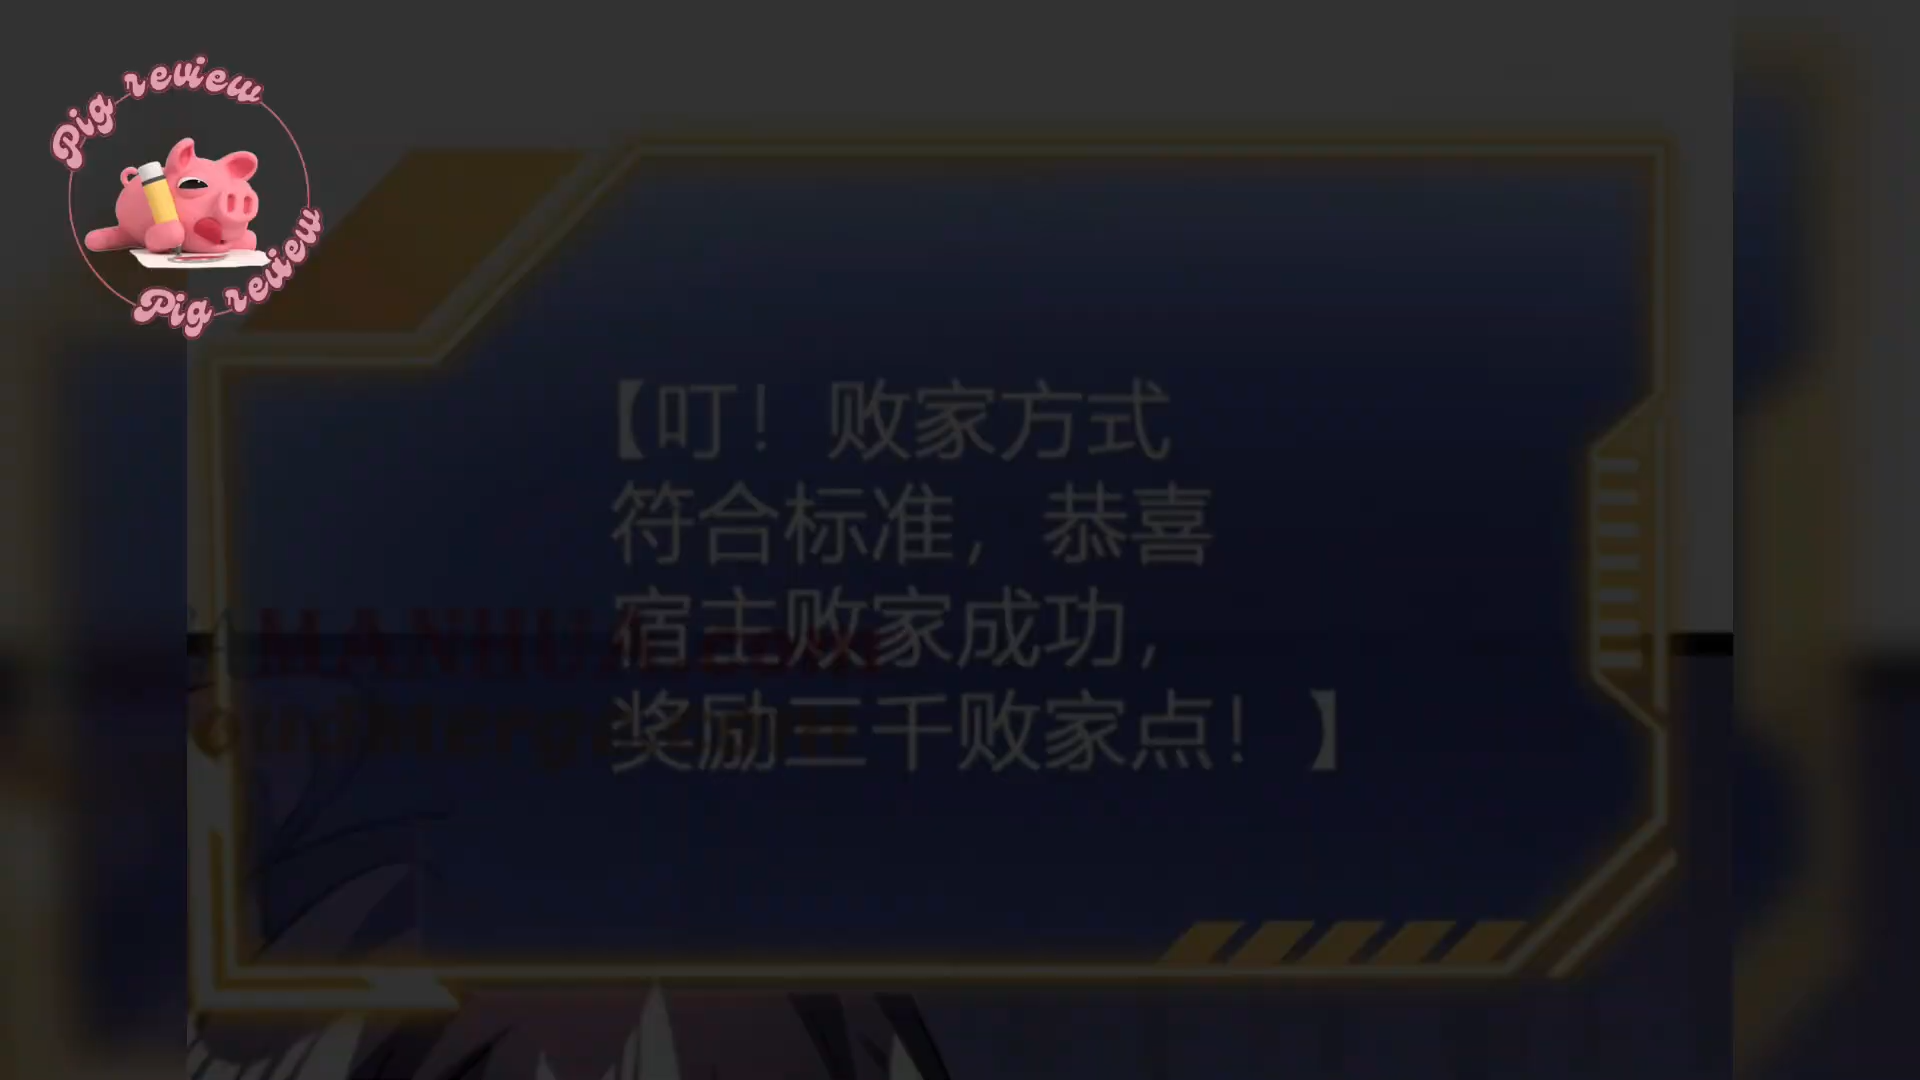 Pig review
【叮！败家方式
符合标准，恭喜
宿主败家成功，
奖励三千败家点！】
MANHUA
Pig review